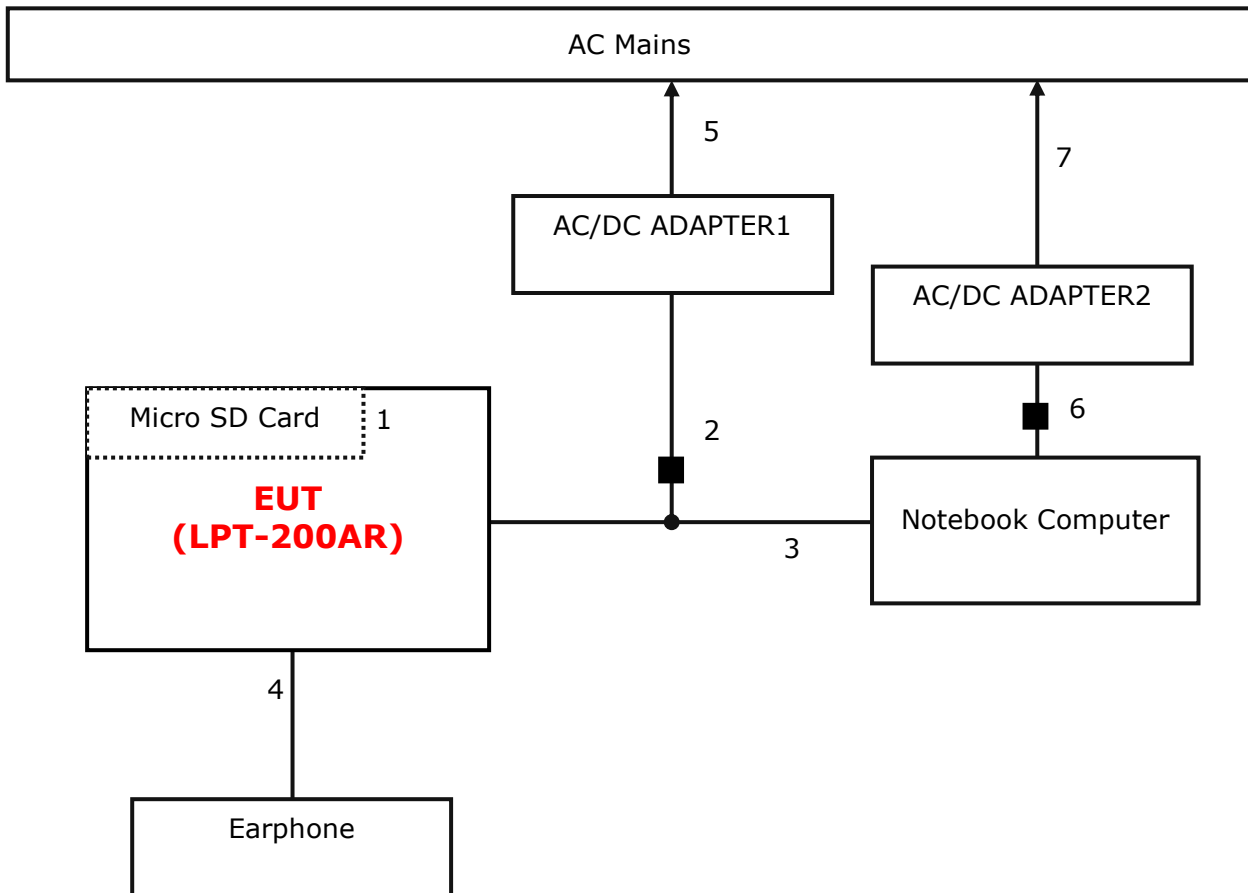 AC Mains
5
7
AC/DC ADAPTER1
AC/DC ADAPTER2
Micro SD Card
1
2
6
EUT
(LPT-200AR)
Notebook Computer
3
4
Earphone